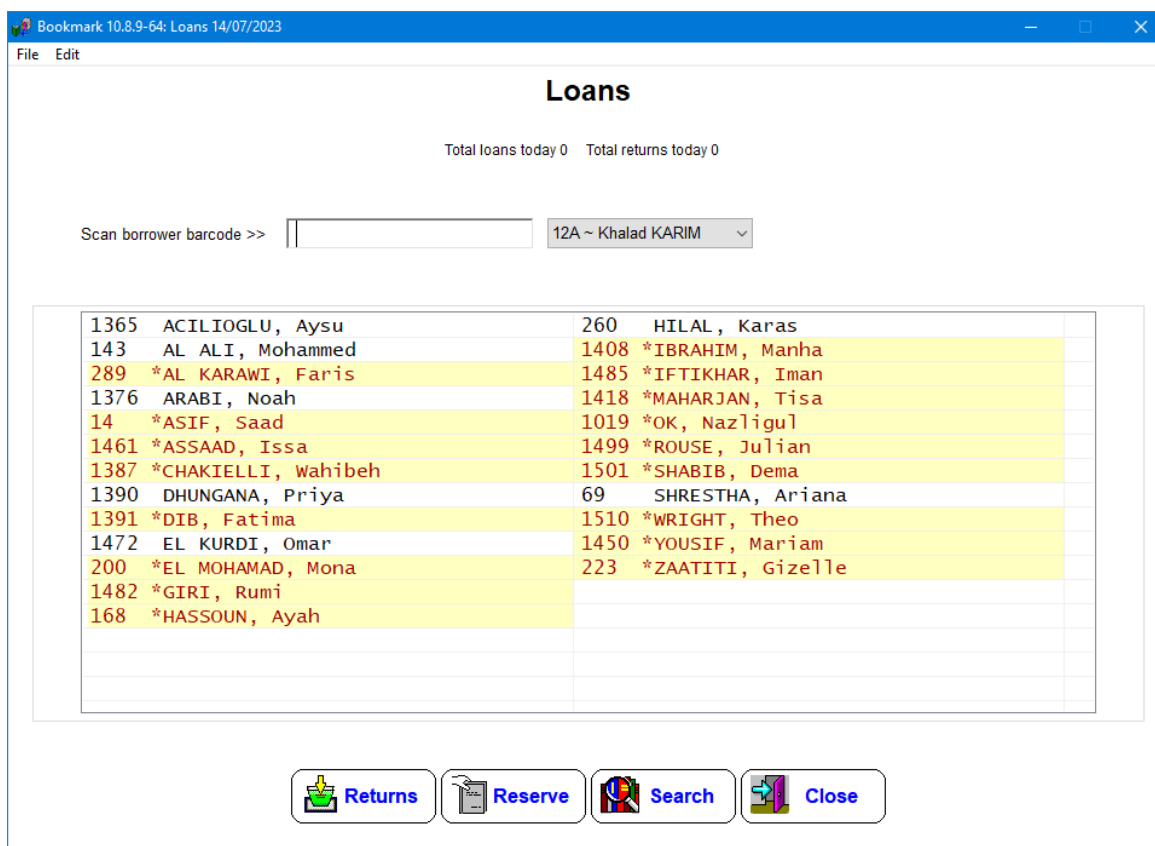 Bookmark 10.8.9-64: Loans 14/07/2023
File Edit
Loans
Total loans today 0 Total returns today 0
Scan borrower barcode >> 12A ~ Khalad KARIM
1365 ACILIOGLU, Aysu
143 AL ALI, Mohammed
289 *AL KARAWI, Faris
1376 ARABI, Noah
14 *ASIF, Saad
1461 *ASSAAD, Issa
1387 *CHAKIELLI, Wahibeh
1390 DHUNGANA, Priya
1391 *DIB, Fatima
1472 EL KURDI, Omar
200 *EL MOHAMAD, Mona
1482 *GIRI, Rumi
168 *HASSOUN, Ayah
260 HILAL, Karas
1408 *IBRAHIM, Manha
1485 *IFTIKHAR, Iman
1418 *MAHARJAN, Tisa
1019 *OK, Nazligul
1499 *ROUSE, Julian
1501 *SHABIB, Dema
69 SHRESTHA, Ariana
1510 *WRIGHT, Theo
1450 *YOUSIF, Mariam
223 *ZAATITI, Gizelle
Returns Reserve Search Close